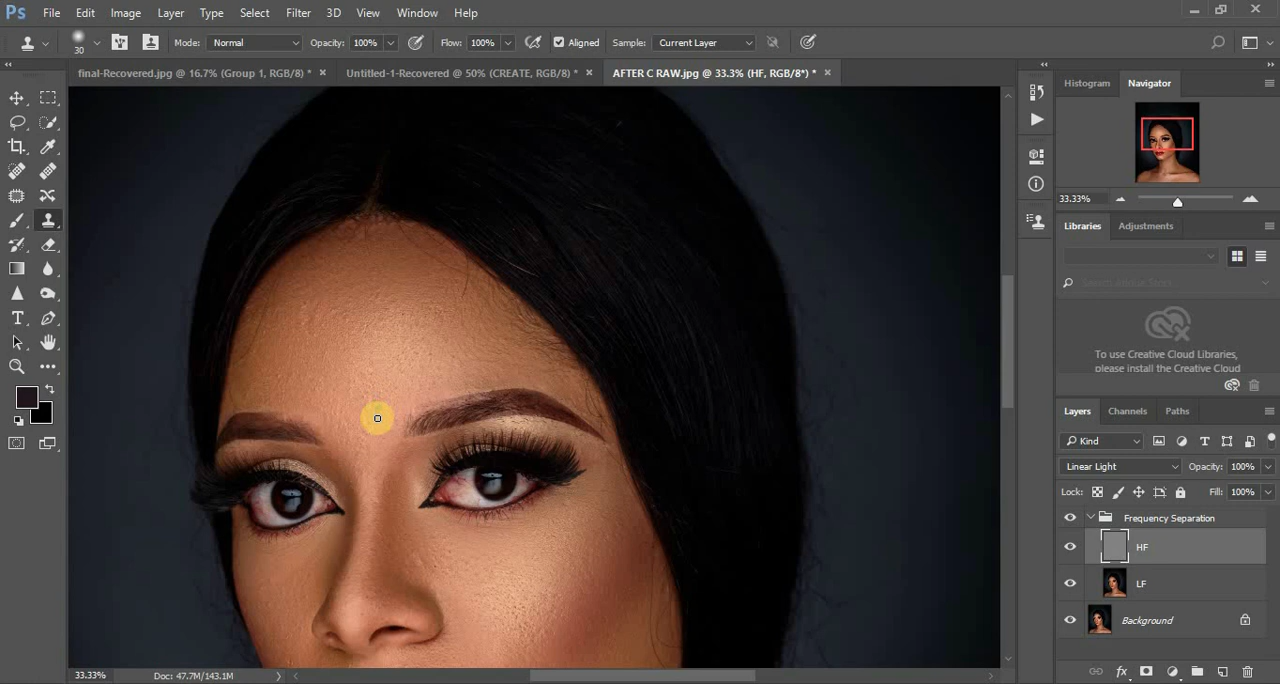 Ps File Edit Image Layer Type Select Filter 3D View Window Help
30 Mode: Normal Opacity: 100% Flow: 100% Aligned Sample: Current Layer
final-Recovered.jpg @ 16.7% (Group 1, RGB/8) * × Untitled-1-Recovered @ 50% (CREATE, RGB/8) * × AFTER C RAW.jpg @ 33.3% (HF, RGB/8*) * ×
Histogram Navigator
33.33%
Libraries Adjustments
To use Creative Cloud Libraries,
please install the Creative Cloud
Layers Channels Paths
Kind
Linear Light Opacity: 100%
Lock: Fill: 100%
Frequency Separation
HF
LF
Background
33.33% Doc: 47.7M/143.1M